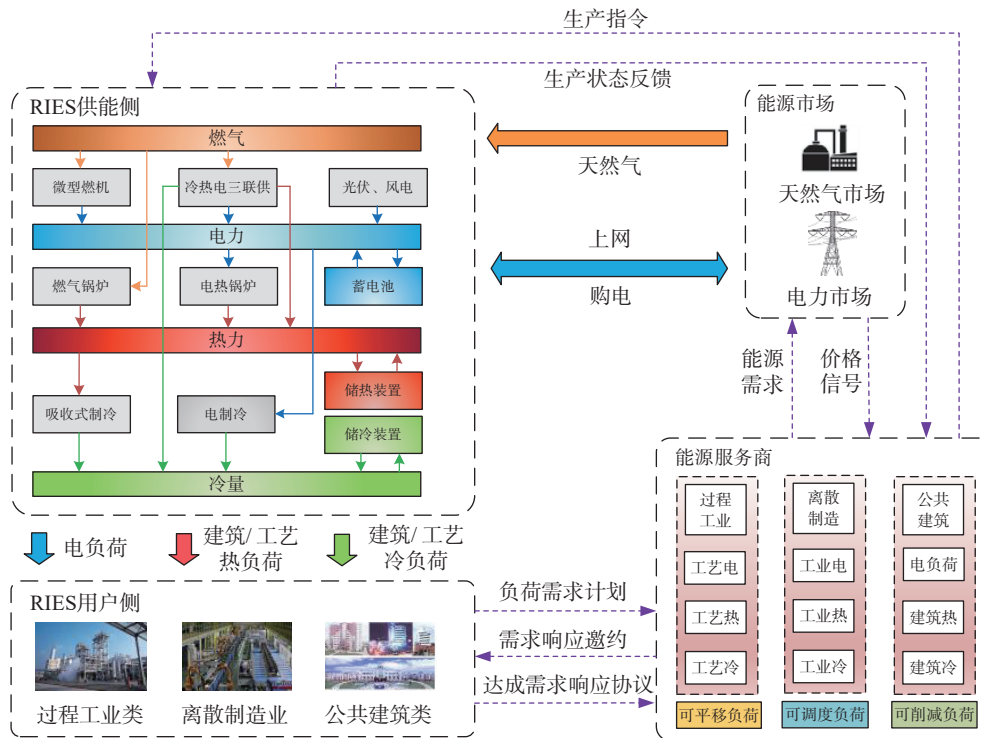 生产指令
生产状态反馈
RIES供能侧
燃气
微型燃机
冷热电三联供
光伏、风电
电力
燃气锅炉
电热锅炉
蓄电池
热力
储热装置
吸收式制冷
电制冷
储冷装置
冷量
天然气
上网
购电
能源市场
天然气市场
电力市场
能源
需求
价格
信号
电负荷
建筑/工艺
热负荷
建筑/工艺
冷负荷
RIES用户侧
过程工业类
离散制造业
公共建筑类
负荷需求计划
需求响应邀约
达成需求响应协议
能源服务商
过程
工业
工艺电
工艺热
工艺冷
可平移负荷
离散
制造
工业电
工业热
工业冷
可调度负荷
公共
建筑
电负荷
建筑热
建筑冷
可削减负荷